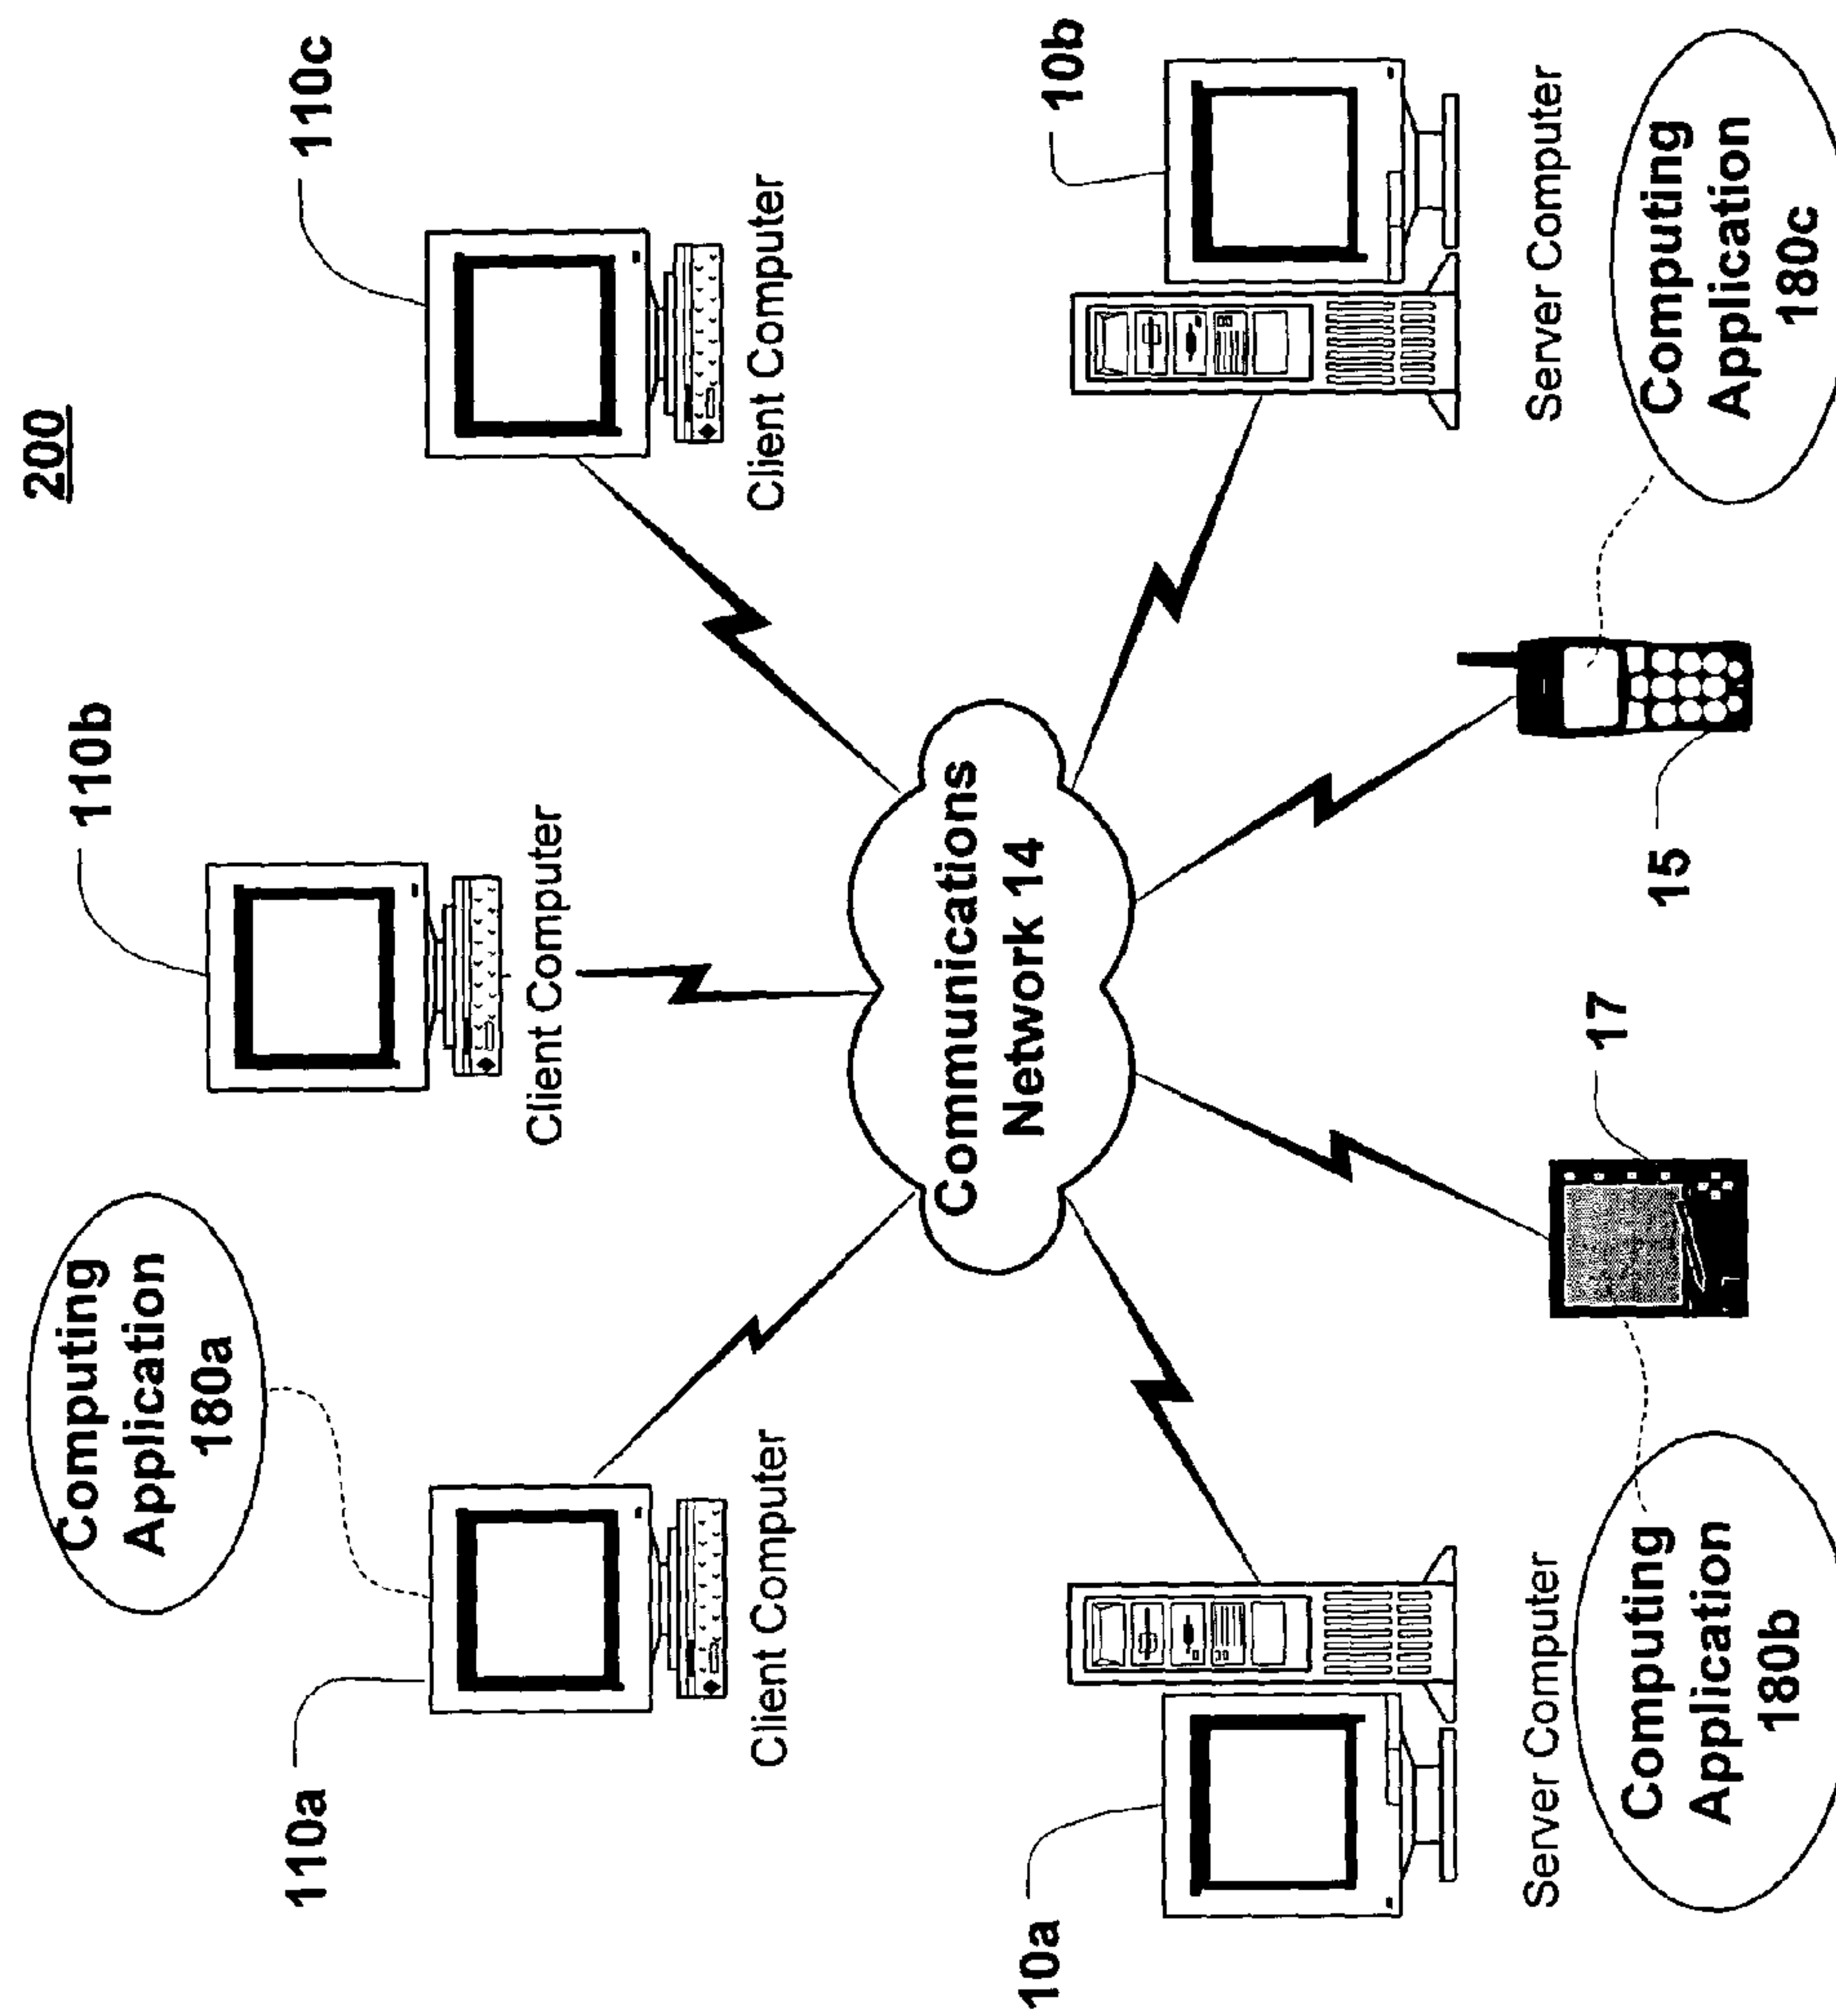 200
Computing
Application
180a
110a
110b
110c
Client Computer
Client Computer
Client Computer
Communications
Network 14
10a
10b
Server Computer
Server Computer
17
15
Computing
Application
180b
Computing
Application
180c